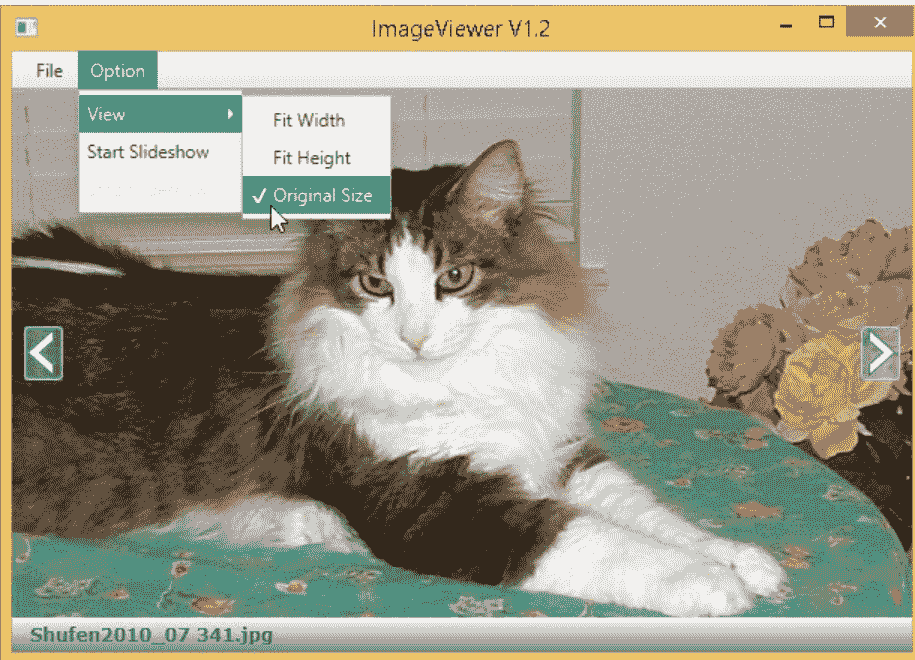 ImageViewer V1.2
File Option
View
Fit Width
Start Slideshow
Fit Height
✓ Original Size
Shufen2010_07 341.jpg